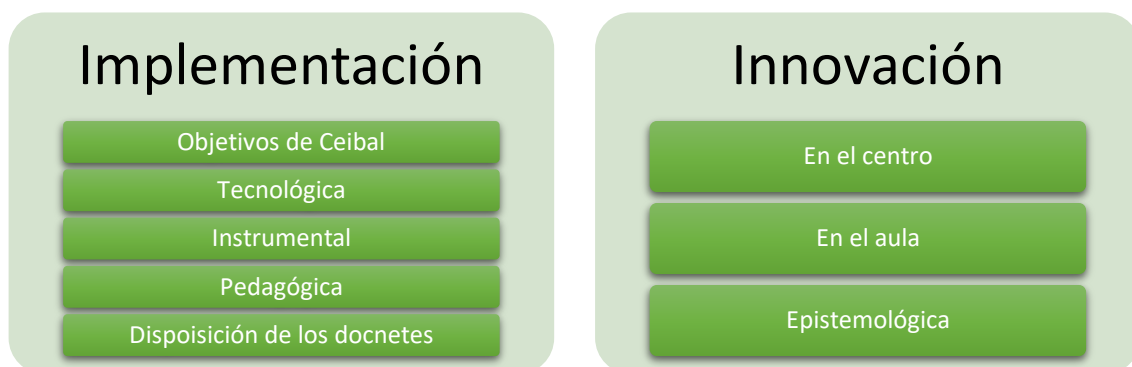 Implementación
Objetivos de Ceibal
Tecnológica
Instrumental
Pedagógica
Dispoisición de los docnetes
Innovación
En el centro
En el aula
Epistemológica